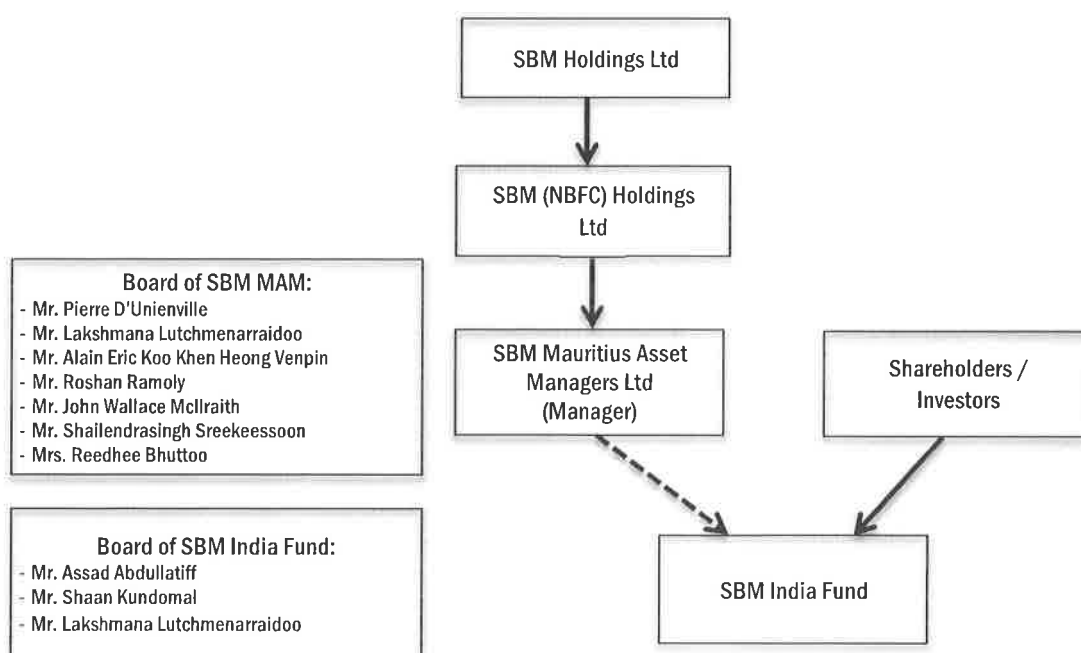 SBM Holdings Ltd
SBM (NBFC) Holdings
Ltd
Board of SBM MAM:
- Mr. Pierre D'Unienville
- Mr. Lakshmana Lutchmenarraidoo
- Mr. Alain Eric Koo Khen Heong Venpin
- Mr. Roshan Ramoly
- Mr. John Wallace McIlraith
- Mr. Shailendrasingh Sreekeessoon
- Mrs. Reedhee Bhuttoo
SBM Mauritius Asset
Managers Ltd
(Manager)
Shareholders /
Investors
Board of SBM India Fund:
- Mr. Assad Abdullatiff
- Mr. Shaan Kundomal
- Mr. Lakshmana Lutchmenarraidoo
SBM India Fund